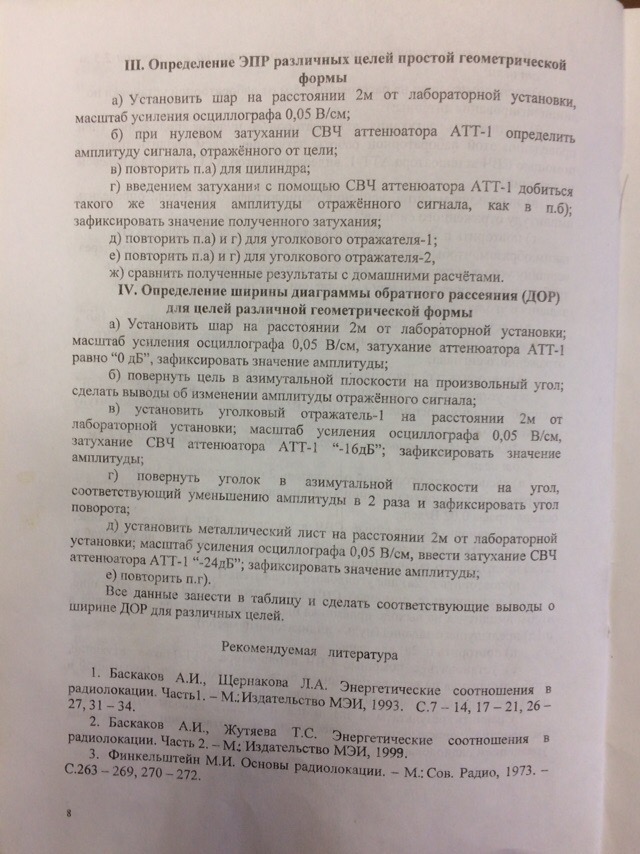 III. Определение ЭПР различных целей простой геометрической
формы
а) Установить шар на расстоянии 2м от лабораторной установки,
масштаб усиления осциллографа 0,05 В/см;
б) при нулевом затухании СВЧ аттенюатора АТТ-1 определить
амплитуду сигнала, отражённого от цели;
в) повторить п.а) для цилиндра;
г) введением затухания с помощью СВЧ аттенюатора АТТ-1 добиться
такого же значения амплитуды отражённого сигнала, как в п.б);
зафиксировать значение полученного затухания;
д) повторить п.а) и г) для уголкового отражателя-1;
е) повторить п.а) и г) для уголкового отражателя-2,
ж) сравнить полученные результаты с домашними расчётами.
IV. Определение ширины диаграммы обратного рассеяния (ДОР)
для целей различной геометрической формы
а) Установить шар на расстоянии 2м от лабораторной установки;
масштаб усиления осциллографа 0,05 В/см, затухание аттенюатора АТТ-1
равно “0 дБ”, зафиксировать значение амплитуды;
б) повернуть цель в азимутальной плоскости на произвольный угол;
сделать выводы об изменении амплитуды отражённого сигнала;
в) установить уголковый отражатель-1 на расстоянии 2м от
лабораторной установки; масштаб усиления осциллографа 0,05 В/см,
затухание СВЧ аттенюатора АТТ-1 “-16дБ”; зафиксировать значение
амплитуды;
г) повернуть уголок в азимутальной плоскости на угол,
соответствующий уменьшению амплитуды в 2 раза и зафиксировать угол
поворота;
д) установить металлический лист на расстоянии 2м от лабораторной
установки; масштаб усиления осциллографа 0,05 В/см, ввести затухание СВЧ
аттенюатора АТТ-1 “-24дБ”; зафиксировать значение амплитуды;
е) повторить п.г).
Все данные занести в таблицу и сделать соответствующие выводы о
ширине ДОР для различных целей.
Рекомендуемая литература
1. Баскаков А.И., Щернакова Л.А. Энергетические соотношения в
радиолокации. Часть1. – М.: Издательство МЭИ, 1993. С.7 – 14, 17 – 21, 26 –
27, 31 – 34.
2. Баскаков А.И., Жутяева Т.С. Энергетические соотношения в
радиолокации. Часть 2. – М.: Издательство МЭИ, 1999.
3. Финкельштейн М.И. Основы радиолокации. – М.: Сов. Радио, 1973. –
С.263 – 269, 270 – 272.
8